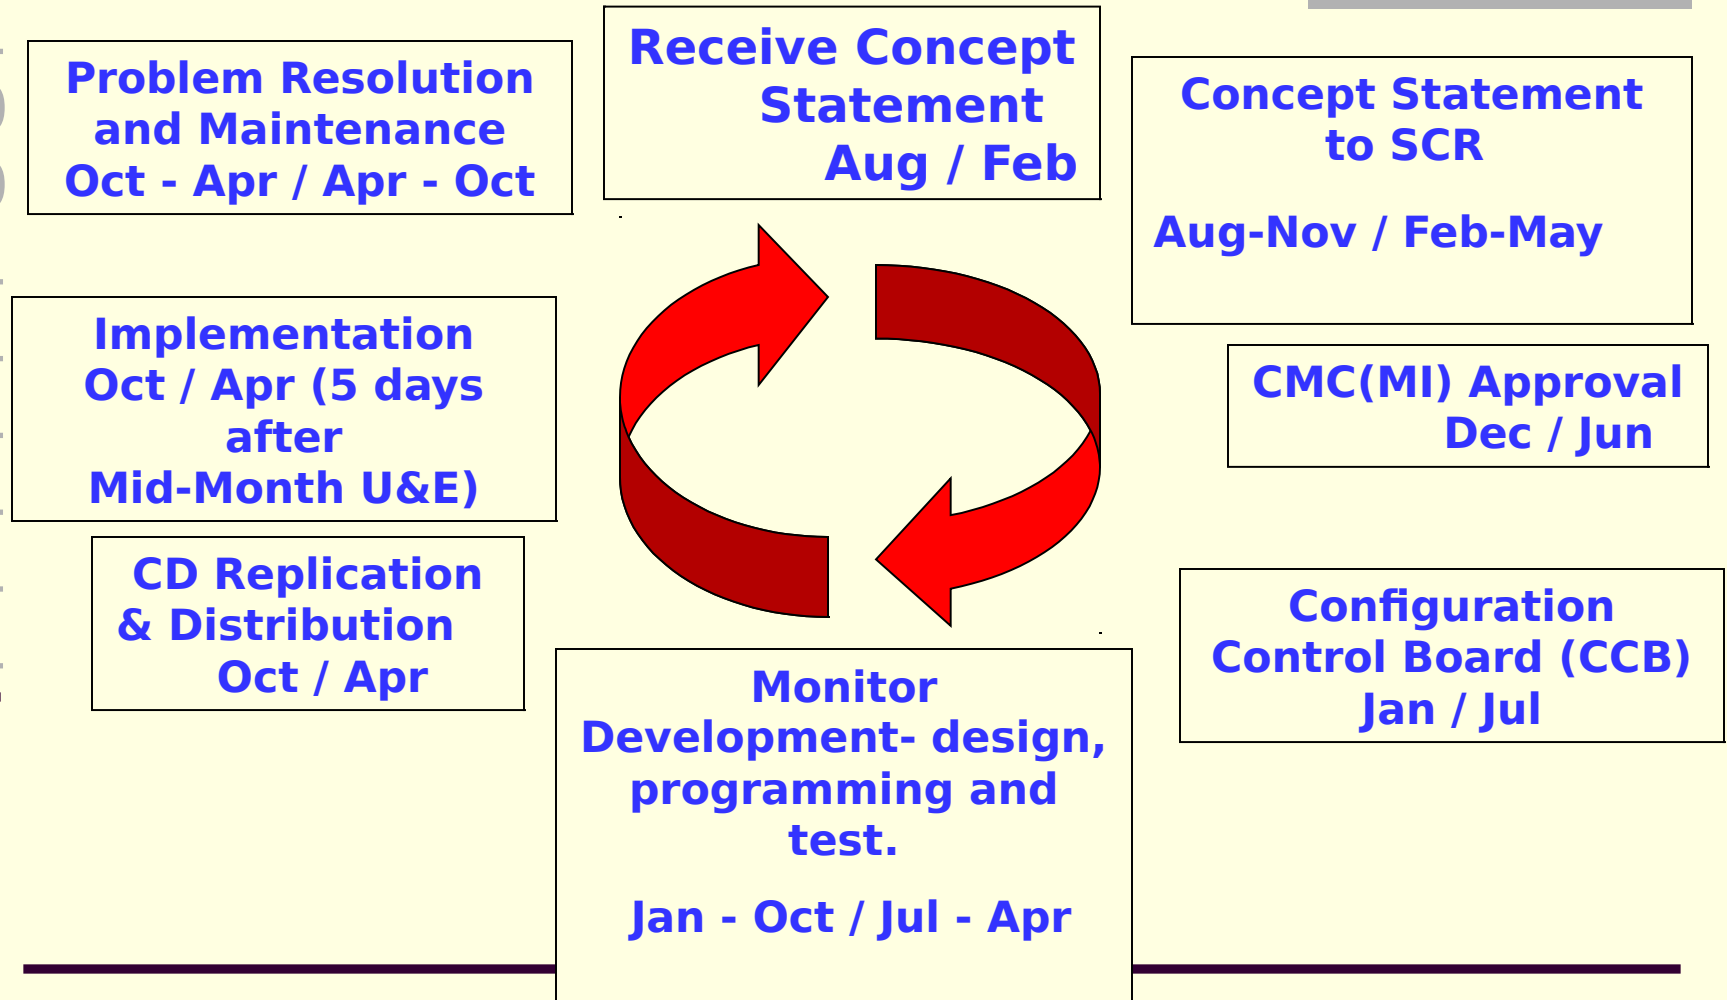 Receive Concept
Statement
Aug / Feb
Concept Statement
to SCR
Aug-Nov / Feb-May
CMC(MI) Approval
Dec / Jun
Configuration
Control Board (CCB)
Jan / Jul
Monitor
Development- design,
programming and
test.
Jan - Oct / Jul - Apr
CD Replication
& Distribution
Oct / Apr
Implementation
Oct / Apr (5 days
after
Mid-Month U&E)
Problem Resolution
and Maintenance
Oct - Apr / Apr - Oct